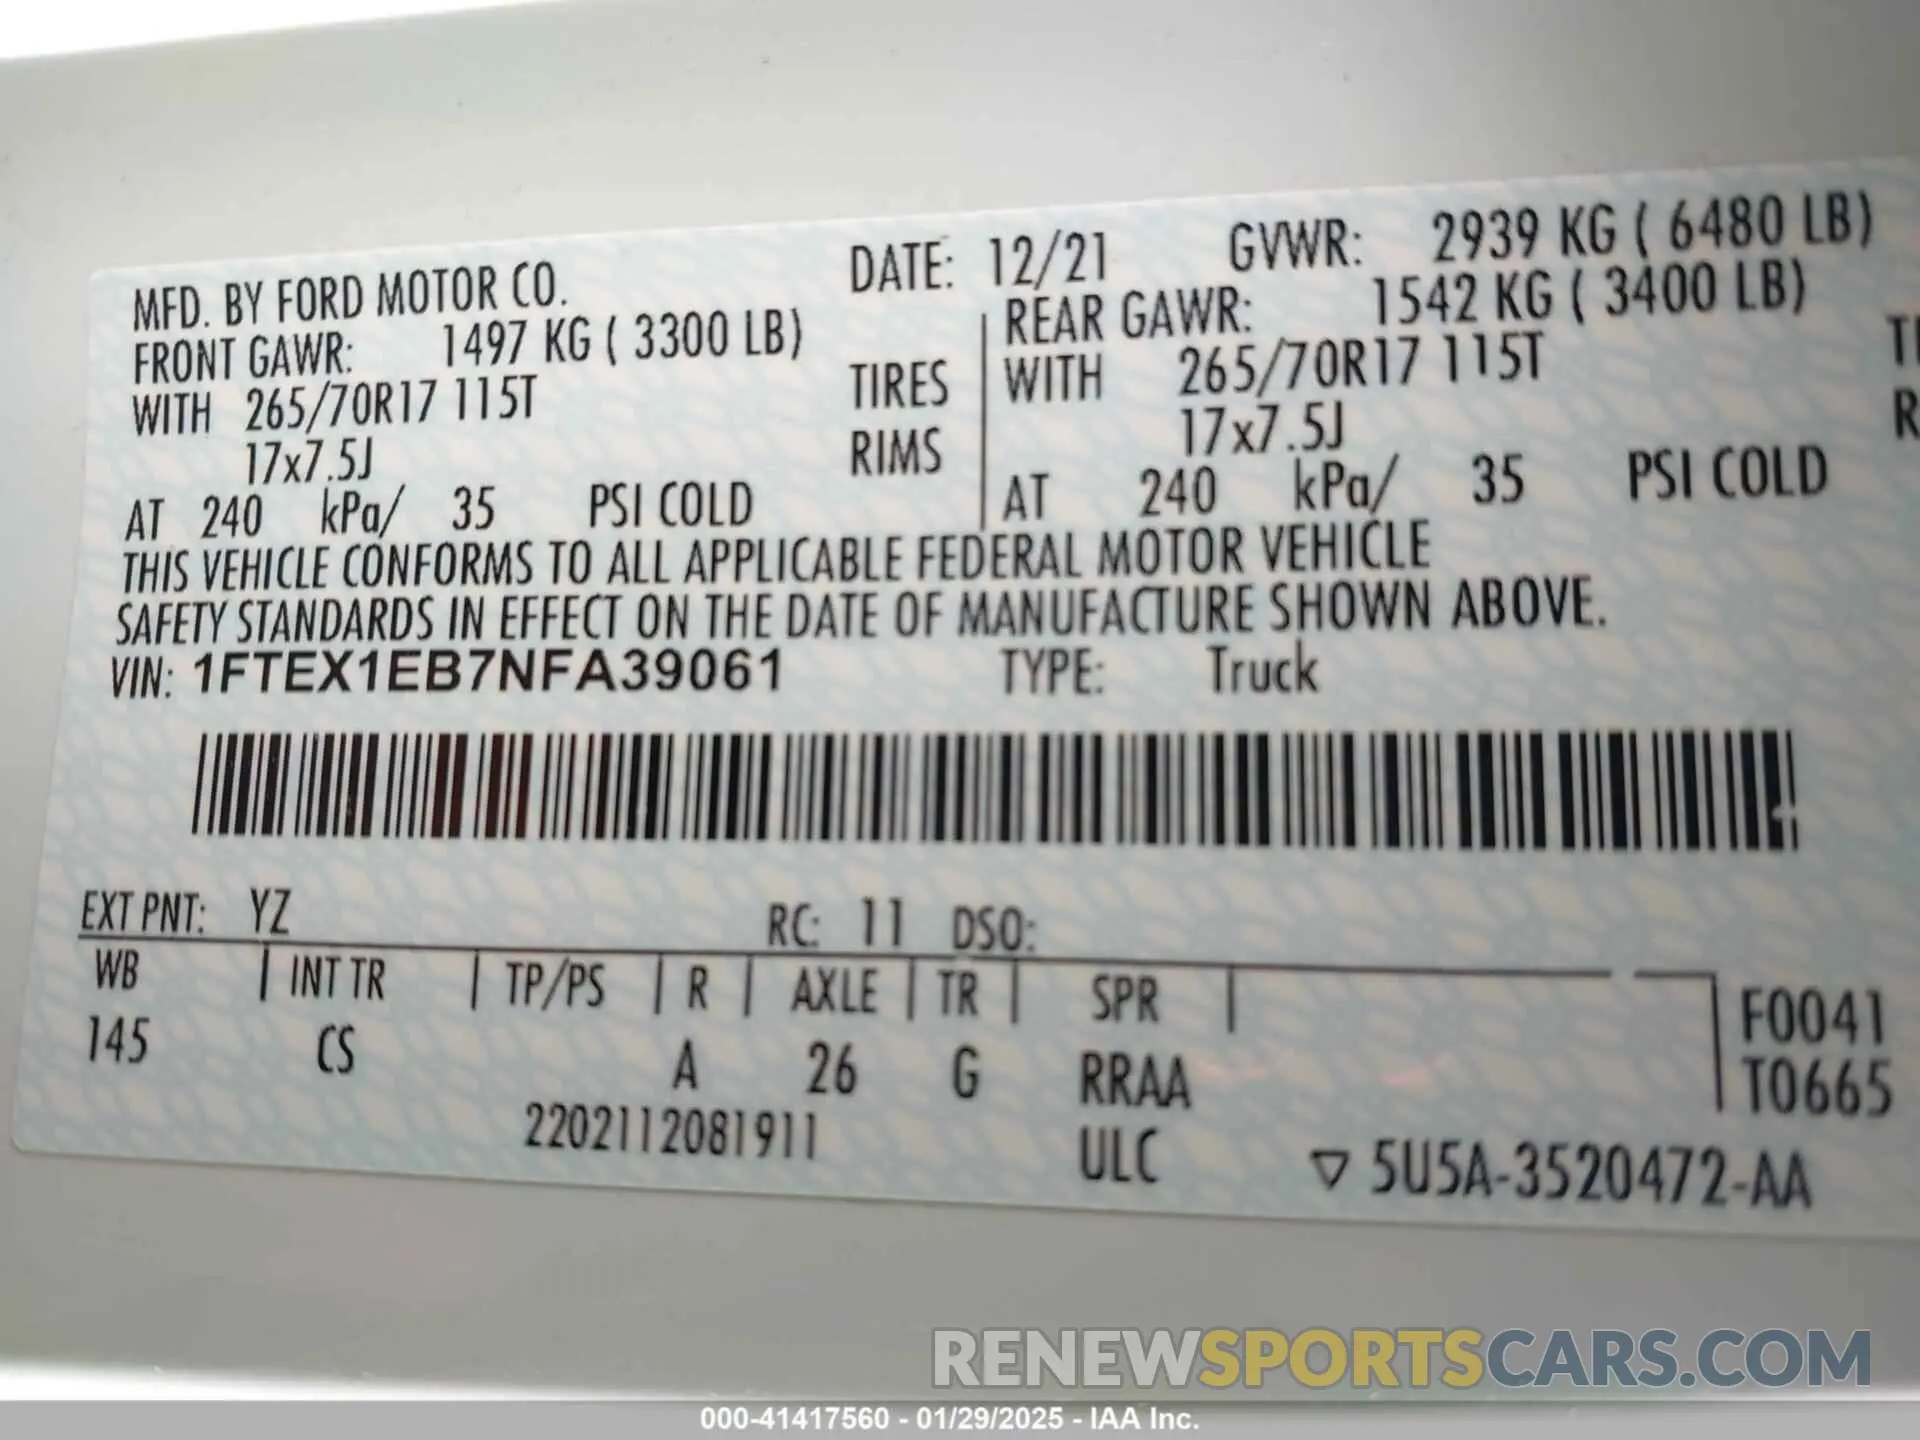 MFD. BY FORD MOTOR CO. DATE: 12/21 GVWR: 2939 KG ( 6480 LB)
FRONT GAWR: 1497 KG ( 3300 LB) REAR GAWR: 1542 KG ( 3400 LB)
WITH 265/70R17 115T TIRES WITH 265/70R17 115T
17x7.5J RIMS 17x7.5J
AT 240 kPa/ 35 PSI COLD AT 240 kPa/ 35 PSI COLD
THIS VEHICLE CONFORMS TO ALL APPLICABLE FEDERAL MOTOR VEHICLE
SAFETY STANDARDS IN EFFECT ON THE DATE OF MANUFACTURE SHOWN ABOVE.
VIN: 1FTEX1EB7NFA39061 TYPE: Truck
EXT PNT: YZ RC: 11 DSO:
WB | INT TR | TP/PS | R | AXLE | TR | SPR | F0041
145 CS A 26 G RRAA T0665
2202112081911 ULC ▽ 5U5A-3520472-AA
RENEWSPORTSCARS.COM
000-41417560 - 01/29/2025 - IAA Inc.